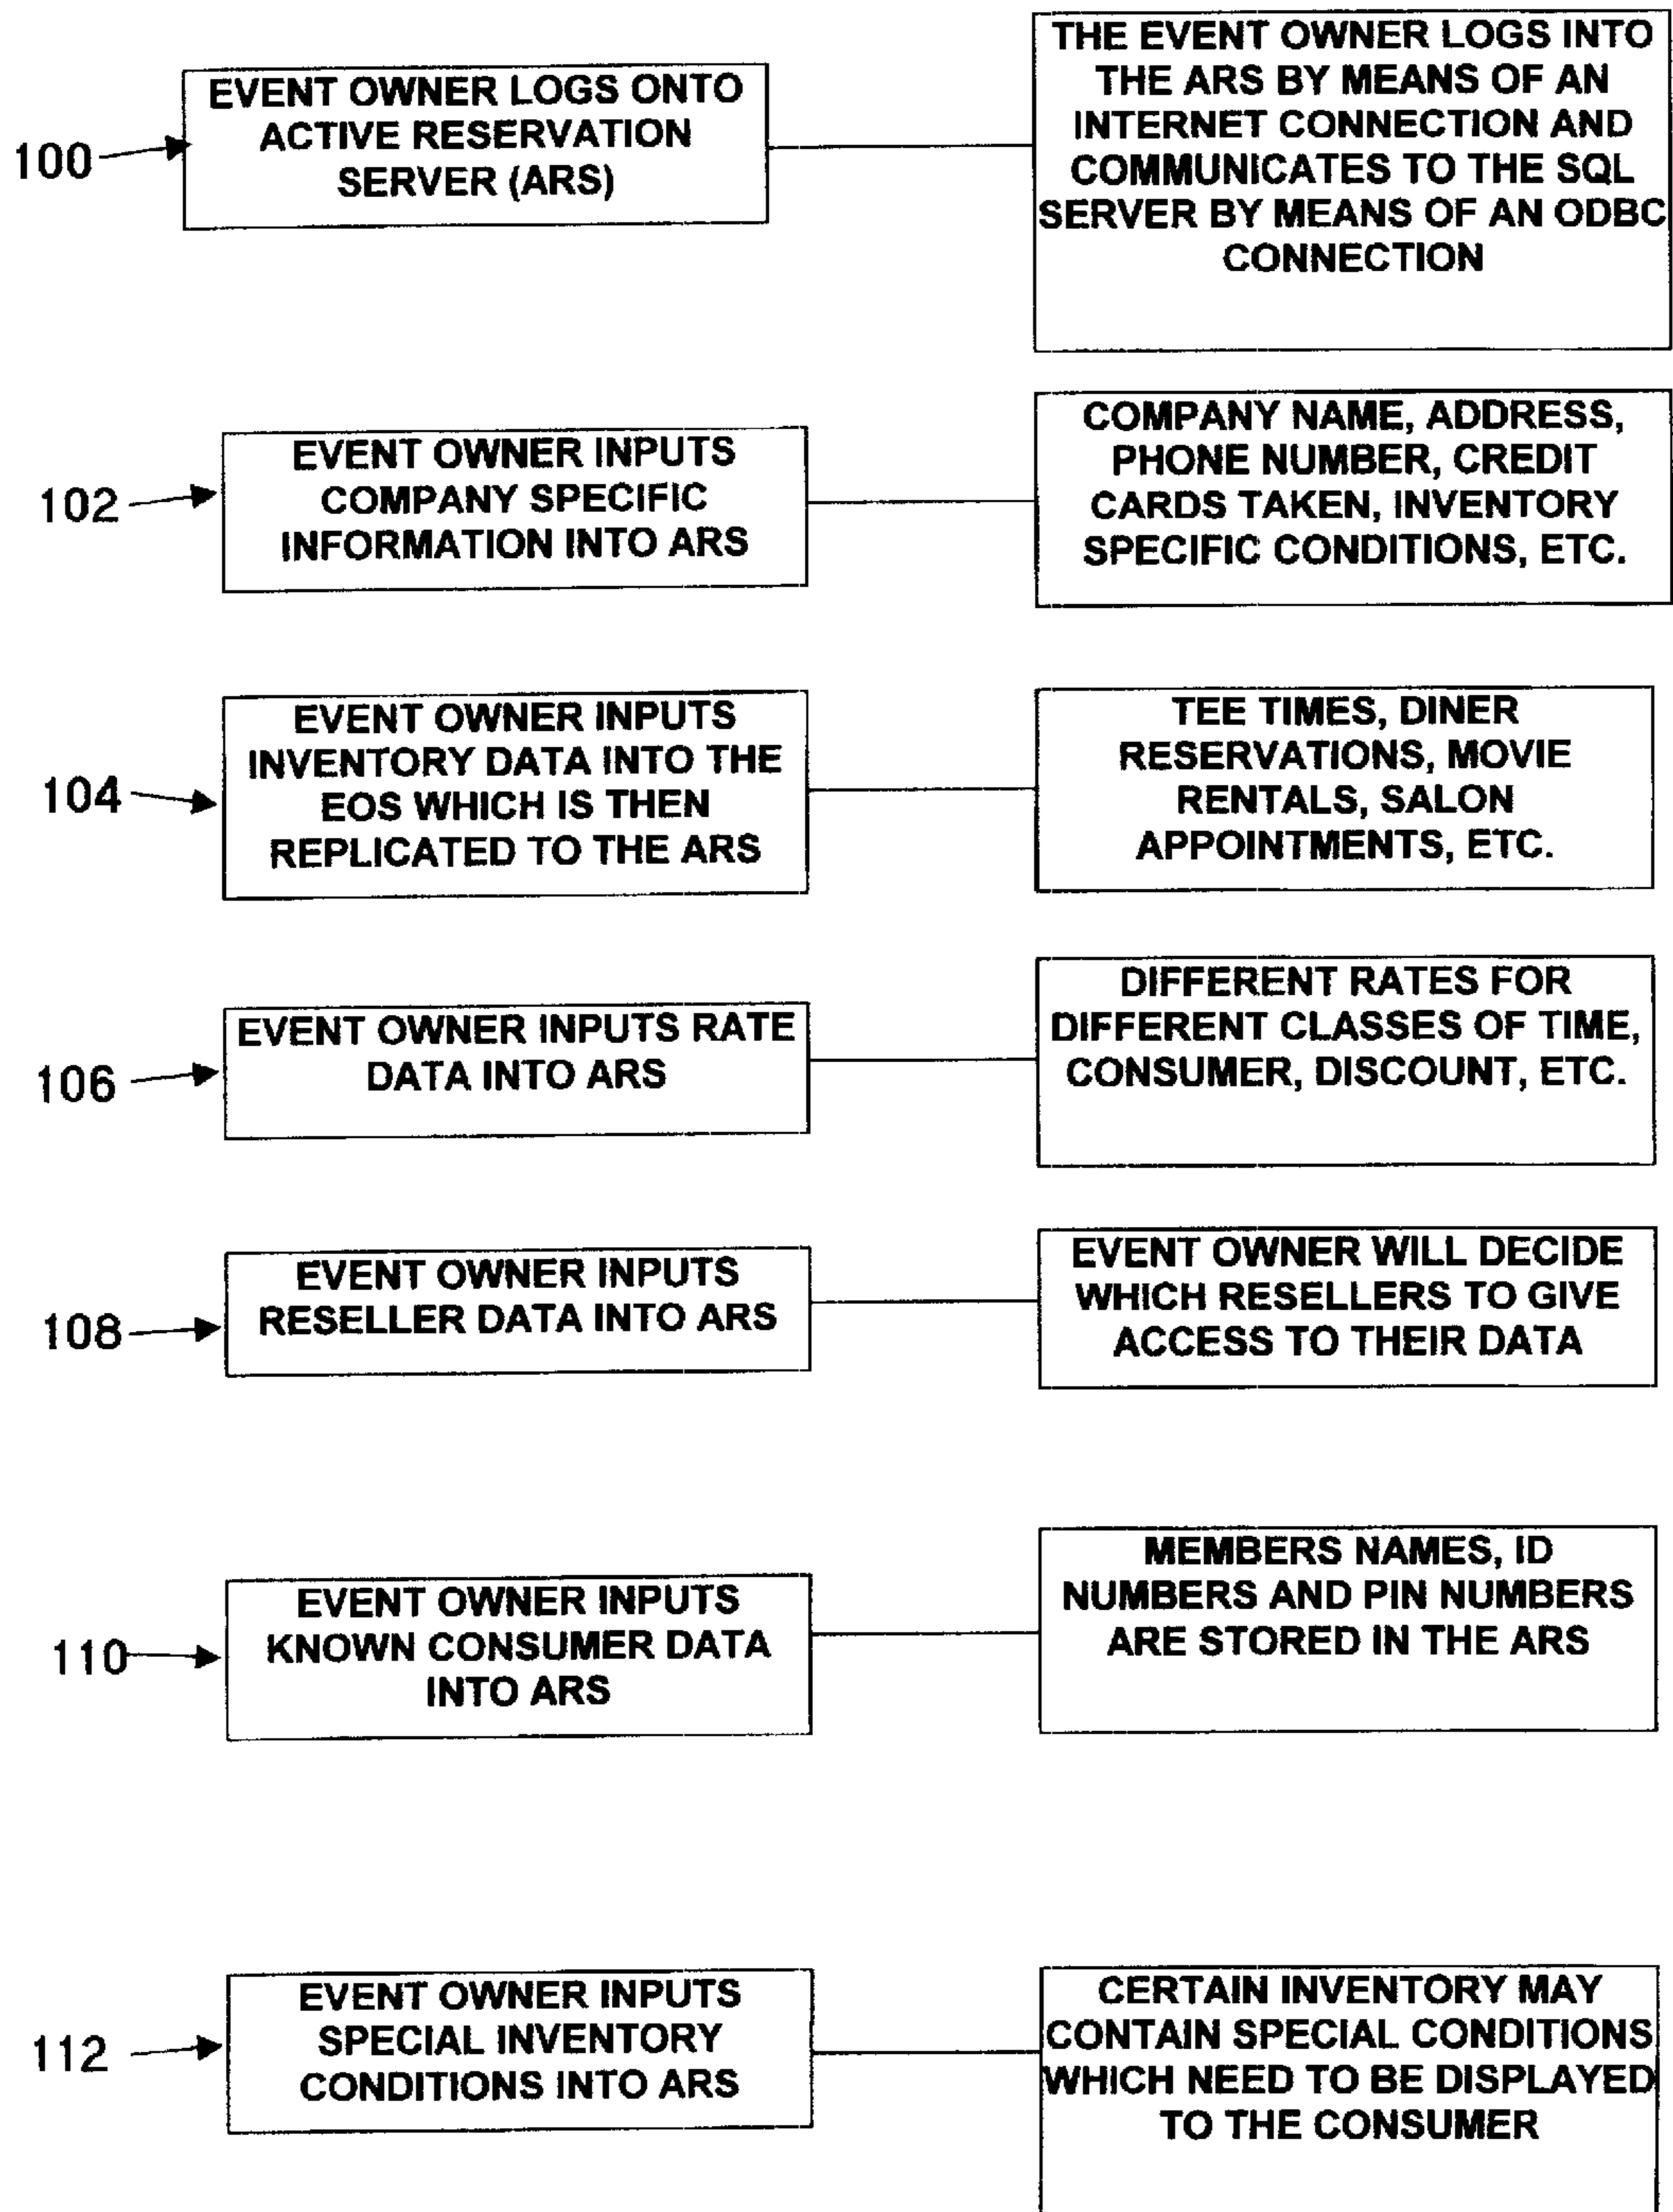 100
EVENT OWNER LOGS ONTO
ACTIVE RESERVATION
SERVER (ARS)
THE EVENT OWNER LOGS INTO
THE ARS BY MEANS OF AN
INTERNET CONNECTION AND
COMMUNICATES TO THE SQL
SERVER BY MEANS OF AN ODBC
CONNECTION
102
EVENT OWNER INPUTS
COMPANY SPECIFIC
INFORMATION INTO ARS
COMPANY NAME, ADDRESS,
PHONE NUMBER, CREDIT
CARDS TAKEN, INVENTORY
SPECIFIC CONDITIONS, ETC.
104
EVENT OWNER INPUTS
INVENTORY DATA INTO THE
EOS WHICH IS THEN
REPLICATED TO THE ARS
TEE TIMES, DINER
RESERVATIONS, MOVIE
RENTALS, SALON
APPOINTMENTS, ETC.
106
EVENT OWNER INPUTS RATE
DATA INTO ARS
DIFFERENT RATES FOR
DIFFERENT CLASSES OF TIME,
CONSUMER, DISCOUNT, ETC.
108
EVENT OWNER INPUTS
RESELLER DATA INTO ARS
EVENT OWNER WILL DECIDE
WHICH RESELLERS TO GIVE
ACCESS TO THEIR DATA
110
EVENT OWNER INPUTS
KNOWN CONSUMER DATA
INTO ARS
MEMBERS NAMES, ID
NUMBERS AND PIN NUMBERS
ARE STORED IN THE ARS
112
EVENT OWNER INPUTS
SPECIAL INVENTORY
CONDITIONS INTO ARS
CERTAIN INVENTORY MAY
CONTAIN SPECIAL CONDITIONS
WHICH NEED TO BE DISPLAYED
TO THE CONSUMER